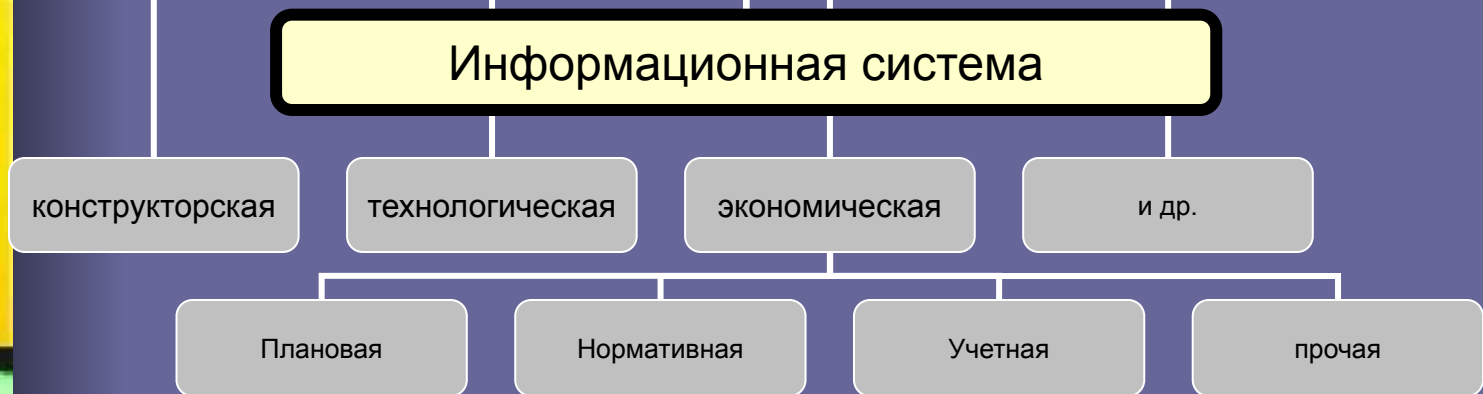 Информационная система
конструкторская
технологическая
экономическая
и др.
Плановая
Нормативная
Учетная
прочая